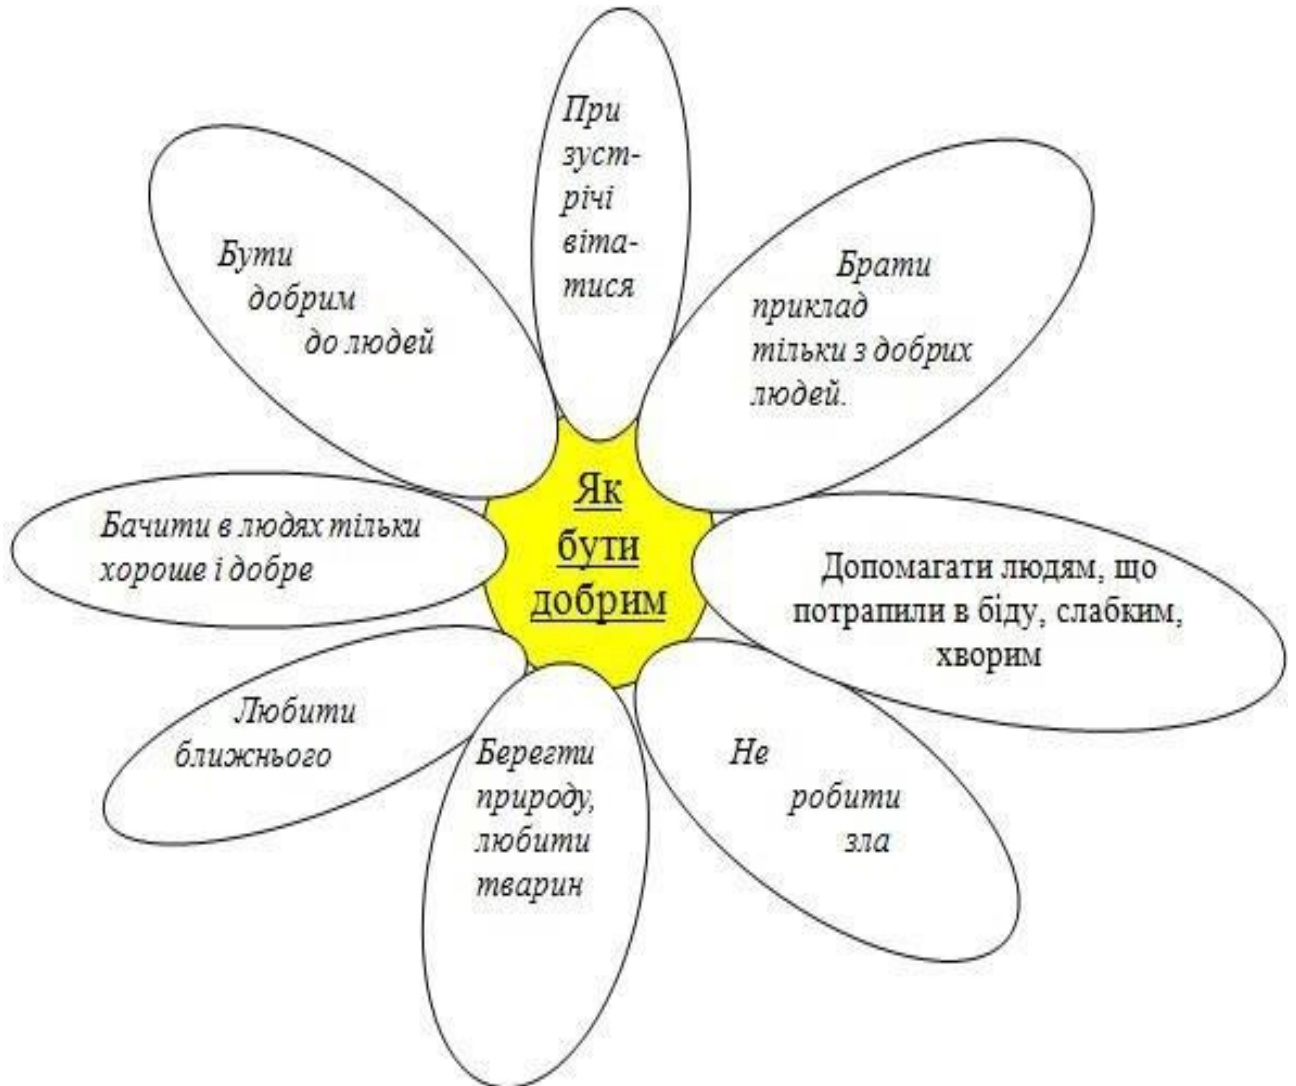 При
зуст-
річі
віта-
тися
Брати
приклад
тільки з добрих
людей.
Допомагати людям, що
потрапили в біду, слабким,
хворим
Не
робити
зла
Берегти
природу,
любити
тварин
Любити
ближнього
Бачити в людях тільки
хороше і добре
Бути
добрим
до людей
Як
бути
добрим